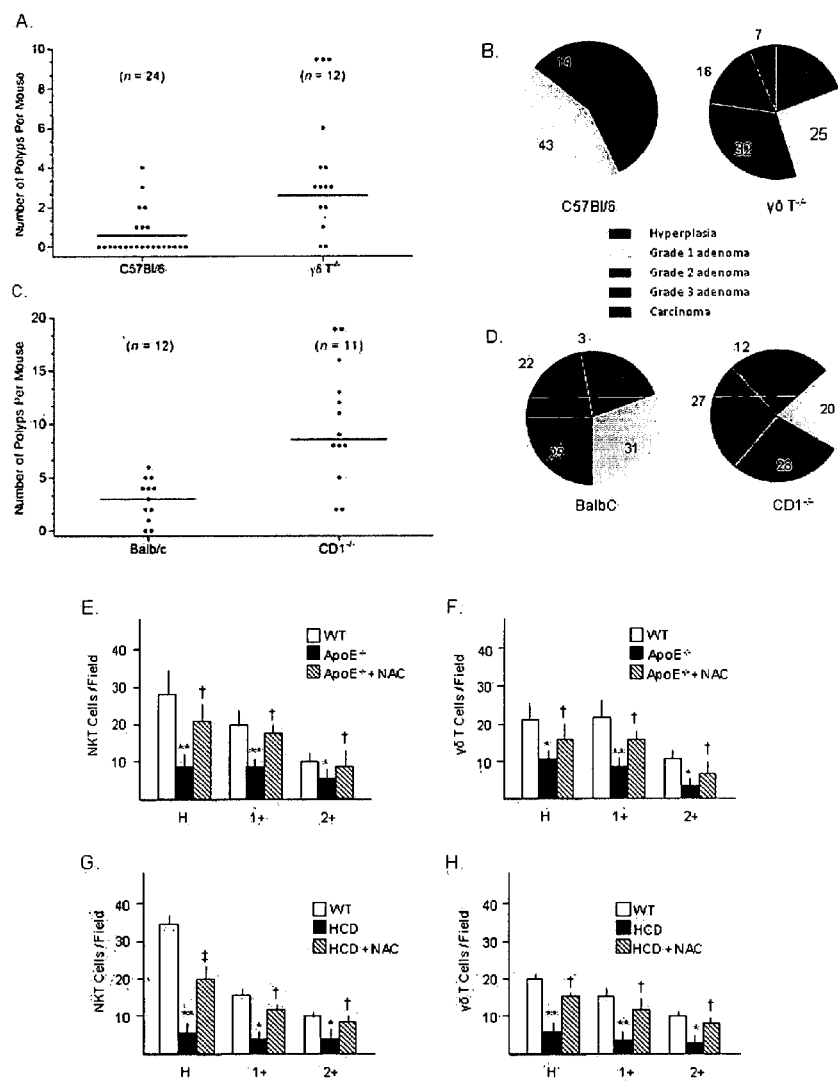 A.
Number of Polyps Per Mouse
10
8
6
4
2
0
(n = 24)
(n = 12)
C57Bl/6
γδ T-/-
B.
14
43
C57Bl/6
7
16
32
25
γδ T-/-
Hyperplasia
Grade 1 adenoma
Grade 2 adenoma
Grade 3 adenoma
Carcinoma
C.
Number of Polyps Per Mouse
20
15
10
5
0
(n = 12)
(n = 11)
Balb/c
CD1-/-
D.
3
22
31
BalbC
12
27
20
28
CD1-/-
E.
NKT Cells / Field
40
30
20
10
WT
ApoE-/-
ApoE-/- + NAC
** †
** †
* †
H 1+ 2+
F.
γδ T Cells/Field
40
30
20
10
WT
ApoE-/-
ApoE-/- + NAC
* †
** †
* †
H 1+ 2+
G.
NKT Cells / Field
40
30
20
10
WT
HCD
HCD + NAC
** ‡
* †
* †
H 1+ 2+
H.
γδ T Cells/Field
40
30
20
10
WT
HCD
HCD + NAC
** †
** †
* †
H 1+ 2+